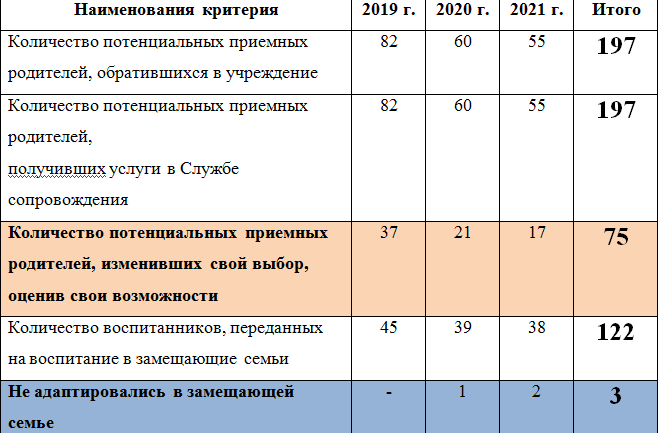 Наименования критерия 2019 г. 2020 г. 2021 г. Итого
Количество потенциальных приемных 82 60 55 197
родителей, обратившихся в учреждение
Количество потенциальных приемных 82 60 55 197
родителей,
получивших услуги в Службе
сопровождения
Количество потенциальных приемных 37 21 17 75
родителей, изменивших свой выбор,
оценив свои возможности
Количество воспитанников, переданных 45 39 38 122
на воспитание в замещающие семьи
Не адаптировались в замещающей - 1 2 3
семье